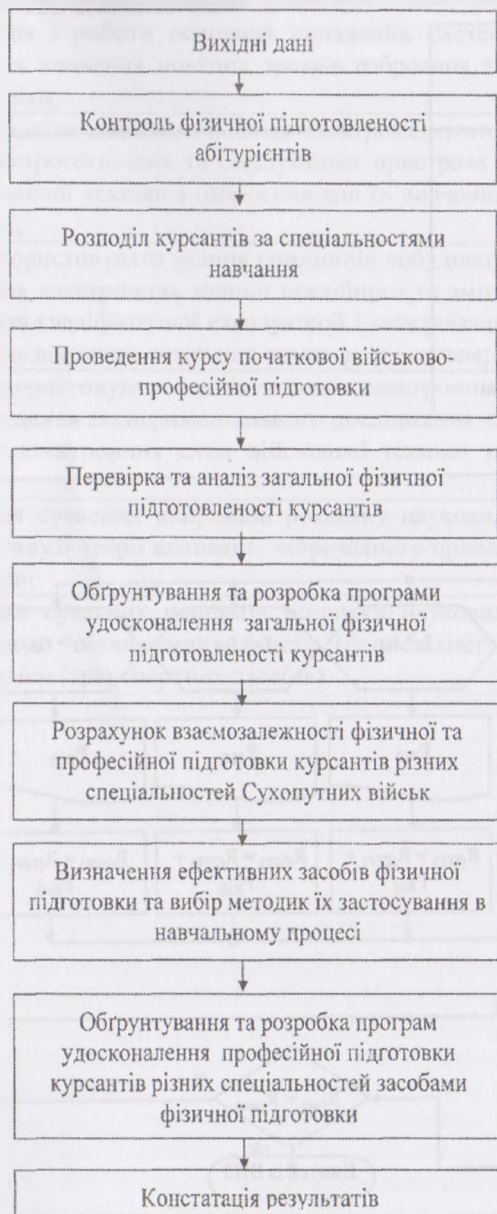 Вихідні дані
Контроль фізичної підготовленості
абітурієнтів
Розподіл курсантів за спеціальностями
навчання
Проведення курсу початкової військово-
професійної підготовки
Перевірка та аналіз загальної фізичної
підготовленості курсантів
Обґрунтування та розробка програми
удосконалення загальної фізичної
підготовленості курсантів
Розрахунок взаємозалежності фізичної та
професійної підготовки курсантів різних
спеціальностей Сухопутних військ
Визначення ефективних засобів фізичної
підготовки та вибір методик їх застосування в
навчальному процесі
Обґрунтування та розробка програм
удосконалення професійної підготовки
курсантів різних спеціальностей засобами
фізичної підготовки
Констатація результатів